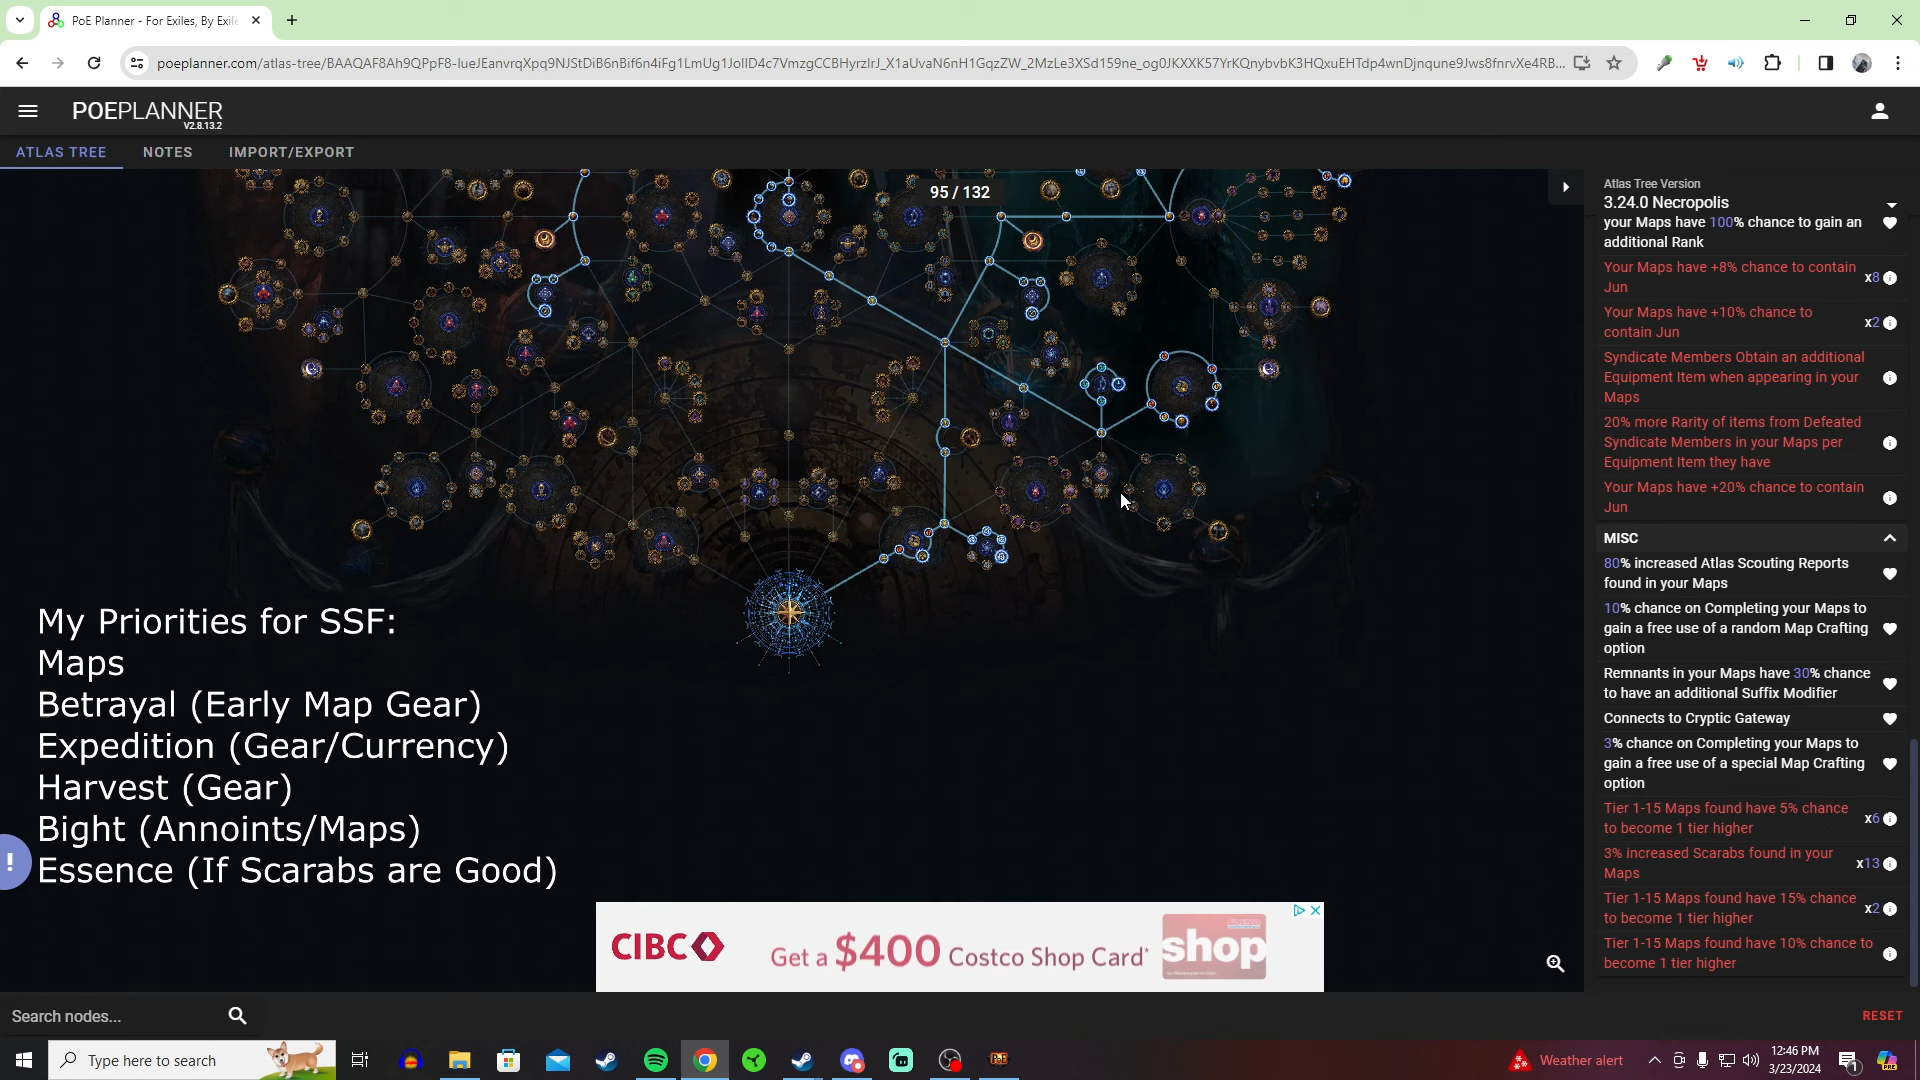 PoE Planner - For Exiles, By Exile
poeplanner.com/atlas-tree/
POEPLANNER
V2.8.13.2
ATLAS TREE
NOTES
IMPORT/EXPORT
95 / 132
Atlas Tree Version
3.24.0 Necropolis
your Maps have 100% chance to gain an
additional Rank
Your Maps have +8% chance to contain
Jun
x8
Your Maps have +10% chance to
contain Jun
x2
Syndicate Members Obtain an additional
Equipment Item when appearing in your
Maps
20% more Rarity of items from Defeated
Syndicate Members in your Maps per
Equipment Item they have
Your Maps have +20% chance to contain
Jun
MISC
80% increased Atlas Scouting Reports
found in your Maps
10% chance on Completing your Maps to
gain a free use of a random Map Crafting
option
Remnants in your Maps have 30% chance
to have an additional Suffix Modifier
Connects to Cryptic Gateway
3% chance on Completing your Maps to
gain a free use of a special Map Crafting
option
Tier 1-15 Maps found have 5% chance
to become 1 tier higher
x6
3% increased Scarabs found in your
Maps
x13
Tier 1-15 Maps found have 15% chance
to become 1 tier higher
x2
Tier 1-15 Maps found have 10% chance to
become 1 tier higher
My Priorities for SSF:
Maps
Betrayal (Early Map Gear)
Expedition (Gear/Currency)
Harvest (Gear)
Bight (Annoints/Maps)
Essence (If Scarabs are Good)
!
CIBC
Get a $400 Costco Shop Card*
shop
Search nodes...
RESET
Type here to search
Weather alert
12:46 PM
3/23/2024
1